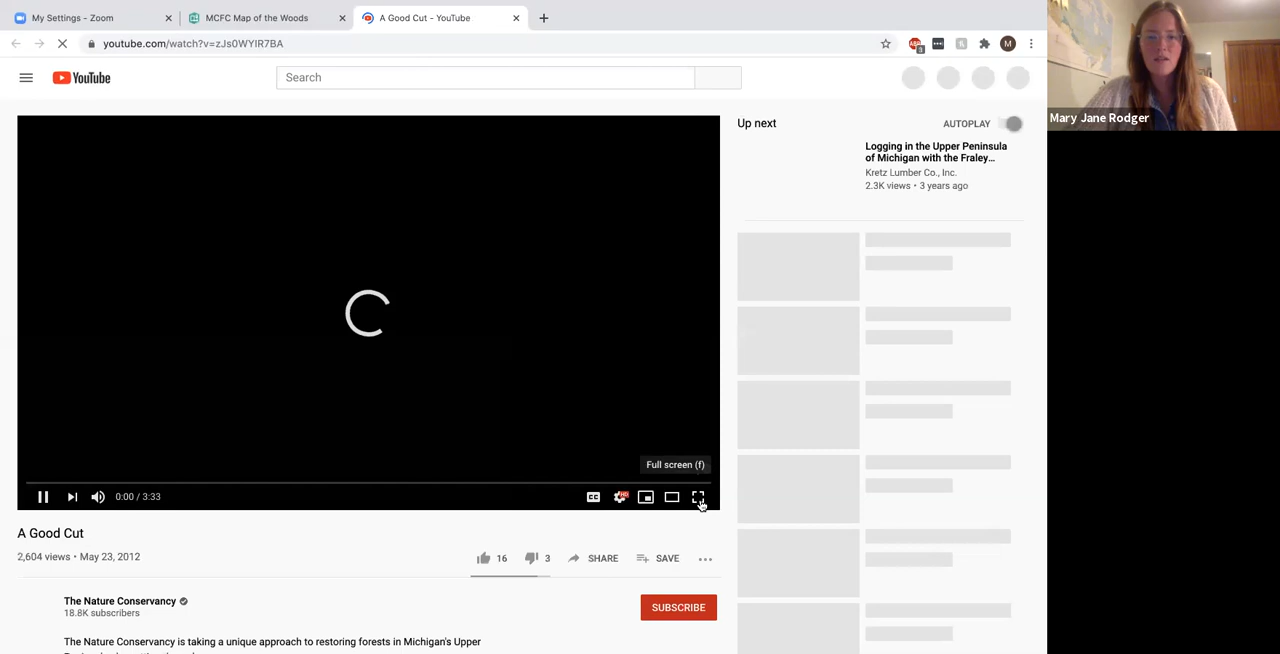 My Settings - Zoom
MCFC Map of the Woods
A Good Cut - YouTube
youtube.com/watch?v=zJs0WYIR7BA
M
YouTube
Search
Mary Jane Rodger
Up next
AUTOPLAY
Logging in the Upper Peninsula
of Michigan with the Fraley...
Kretz Lumber Co., Inc.
2.3K views • 3 years ago
Full screen (f)
0:00 / 3:33
CC
HD
A Good Cut
2,604 views • May 23, 2012
16
3
SHARE
SAVE
The Nature Conservancy
18.8K subscribers
SUBSCRIBE
The Nature Conservancy is taking a unique approach to restoring forests in Michigan's Upper